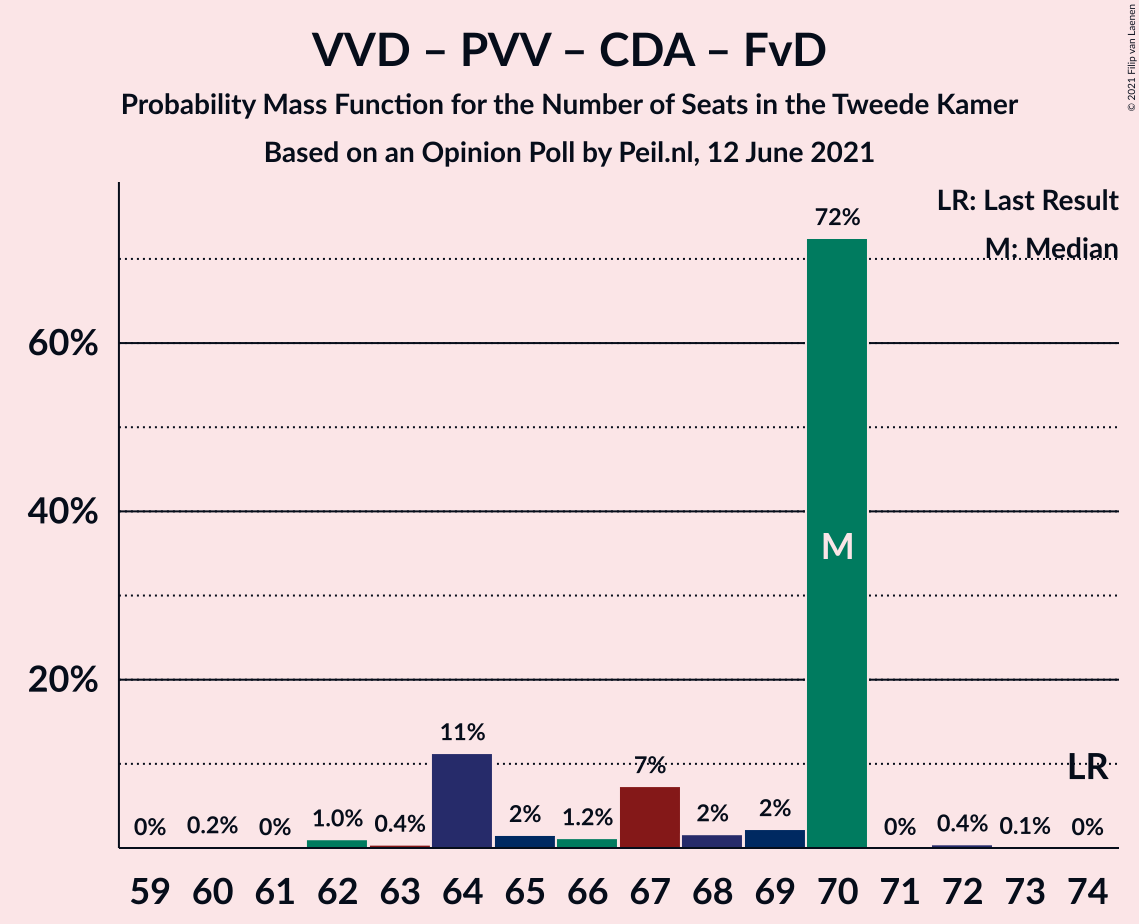 VVD – PVV – CDA – FvD
Probability Mass Function for the Number of Seats in the Tweede Kamer
Based on an Opinion Poll by Peil.nl, 12 June 2021
© 2021 Filip van Laenen
LR: Last Result
M: Median
60%
40%
20%
0%
0.2%
0%
1.0%
0.4%
11%
2%
1.2%
7%
2%
2%
72%
M
0%
0.4%
0.1%
0%
LR
59 60 61 62 63 64 65 66 67 68 69 70 71 72 73 74